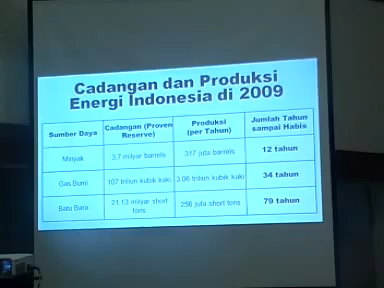 Cadangan dan Produksi
Energi Indonesia di 2009
Sumber Daya
Cadangan (Proven
Reserve)
Produksi
(per Tahun)
Jumlah Tahun
sampai Habis
Minyak
3.7 milyar barrels
317 juta barrels
12 tahun
Gas Bumi
107 triliun kubik kaki
3.06 triliun kubik kaki
34 tahun
Batu Bara
21.13 milyar short
tons
256 juta short tons
79 tahun